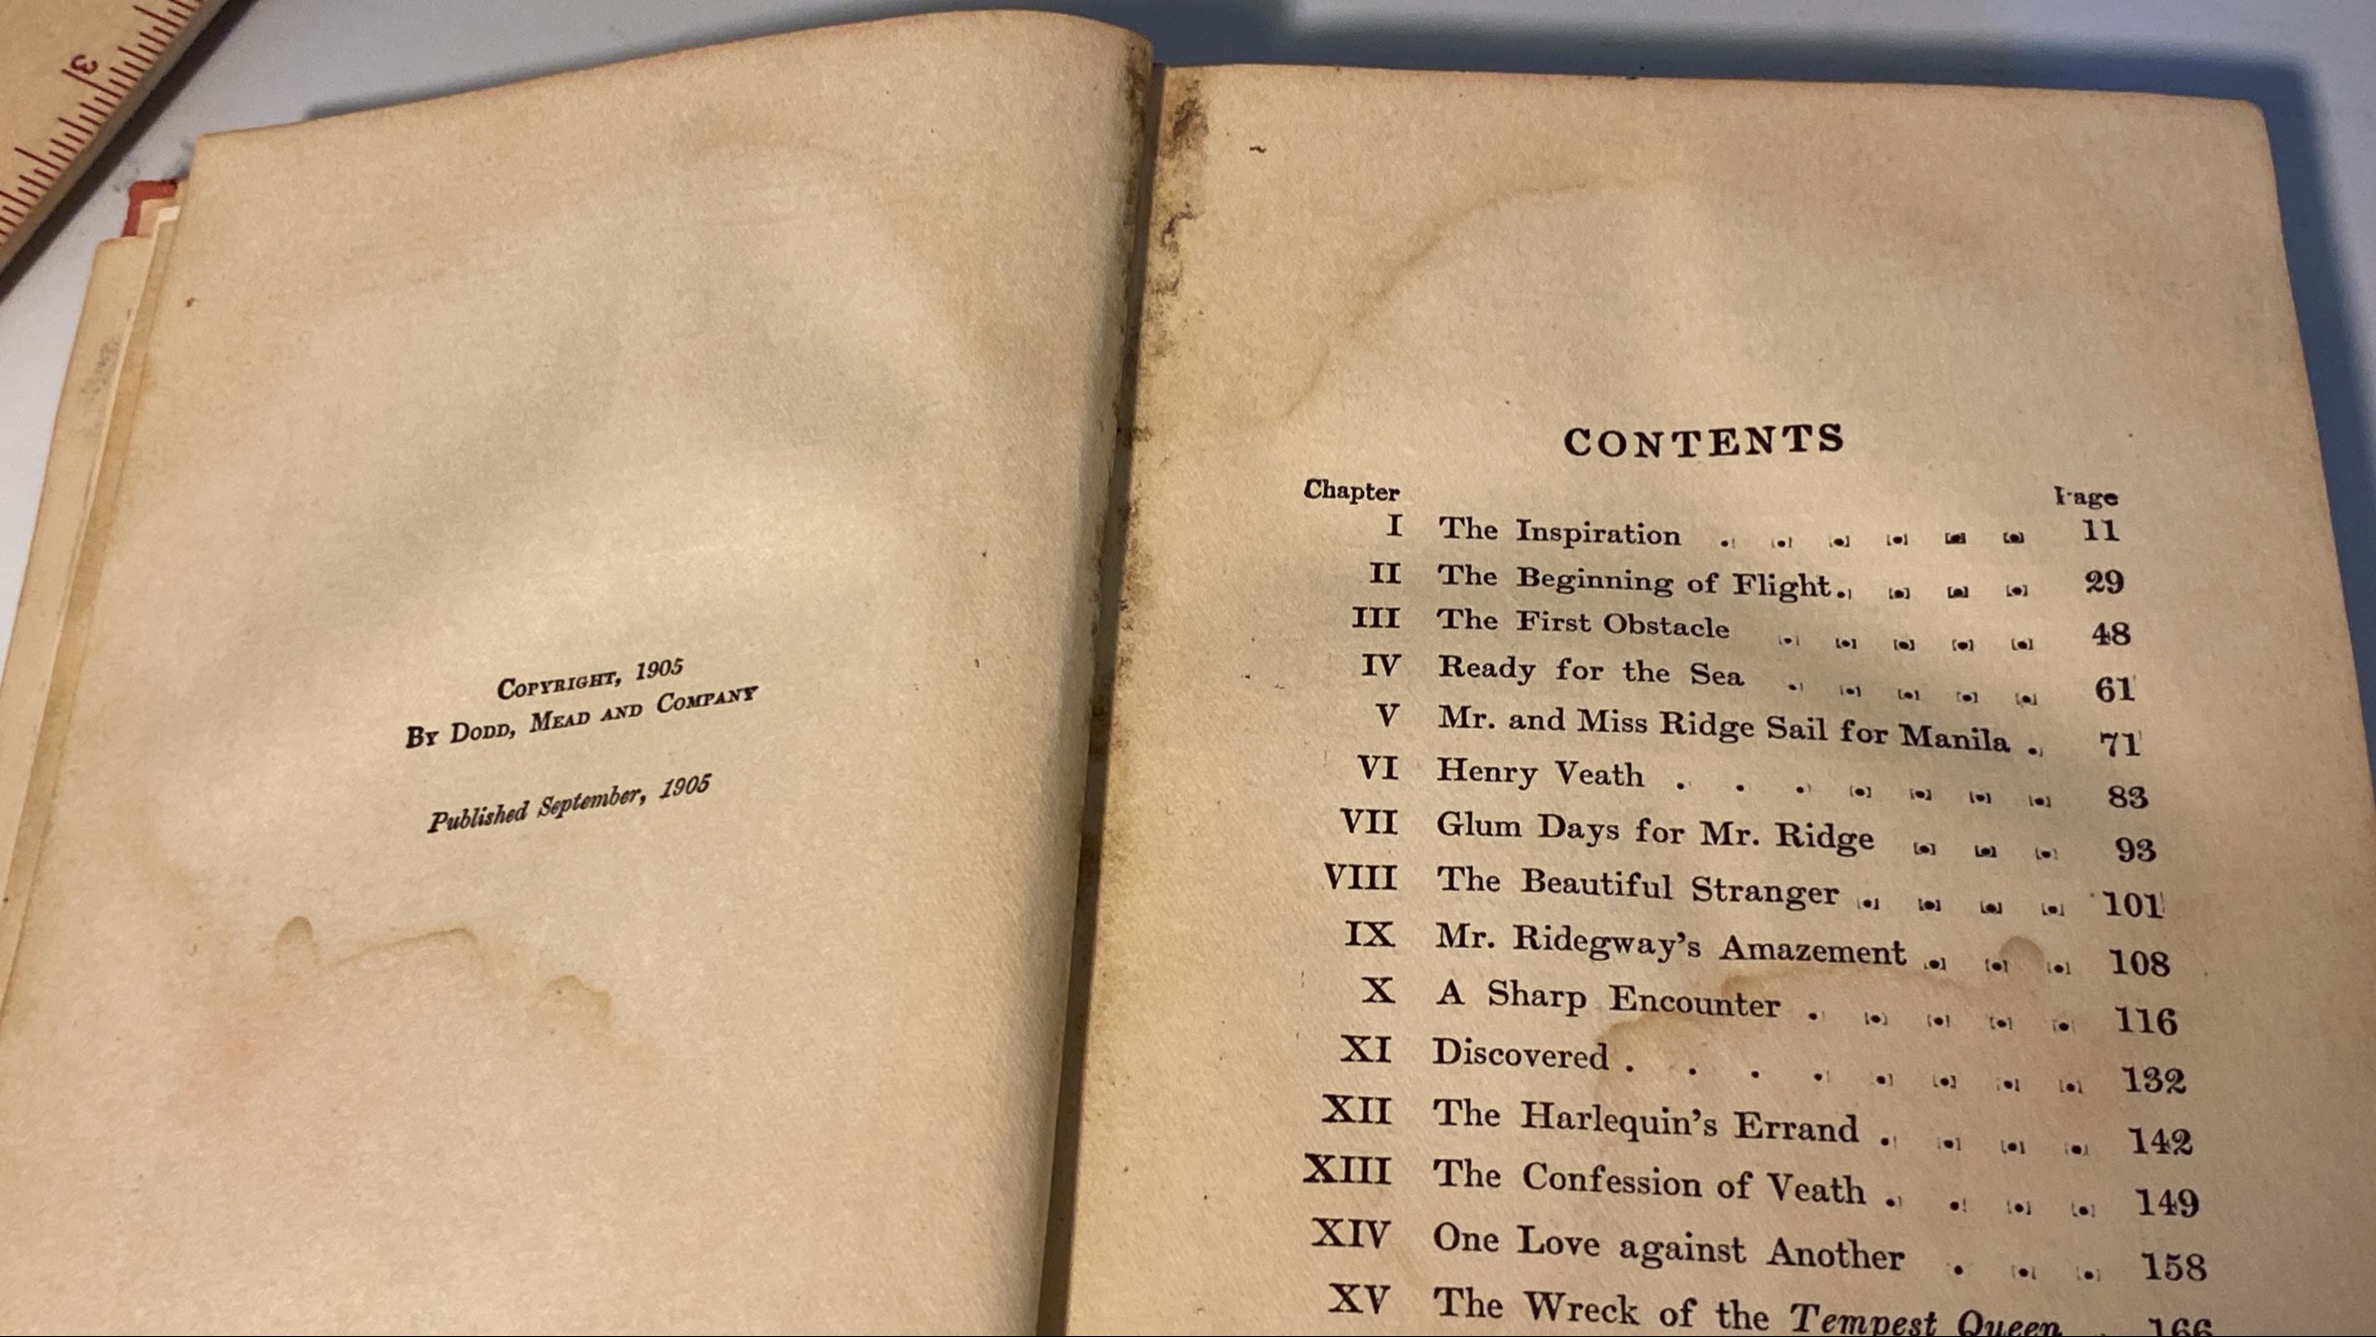 3
COPYRIGHT, 1905
BY DODD, MEAD AND COMPANY
Published September, 1905
CONTENTS
Chapter Page
I The Inspiration . . . . . . 11
II The Beginning of Flight . . . . 29
III The First Obstacle . . . . . 48
IV Ready for the Sea . . . . . 61
V Mr. and Miss Ridge Sail for Manila . 71
VI Henry Veath . . . . . . . 83
VII Glum Days for Mr. Ridge . . . 93
VIII The Beautiful Stranger . . . . 101
IX Mr. Ridegway's Amazement . . . 108
X A Sharp Encounter . . . . . 116
XI Discovered . . . . . . . . 132
XII The Harlequin's Errand . . . . 142
XIII The Confession of Veath . . . . 149
XIV One Love against Another . . . 158
XV The Wreck of the Tempest Queen . 166